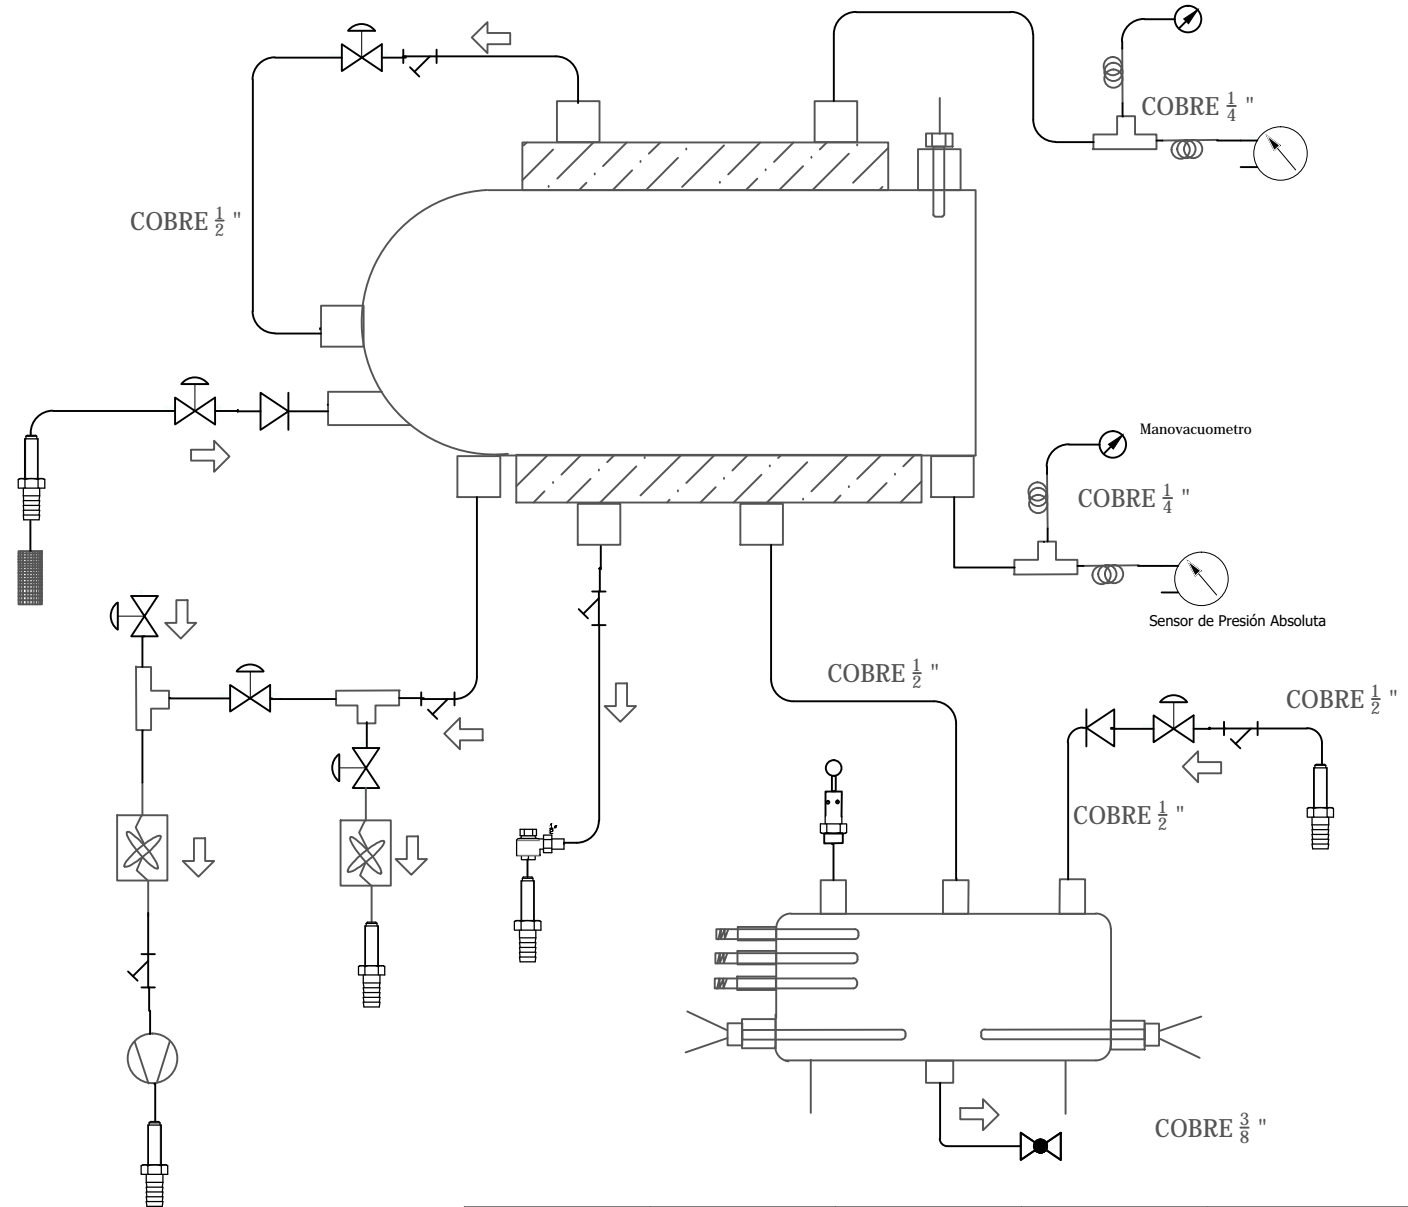 COBRE 1/4 "
COBRE 1/2 "
Manovacuometro
COBRE 1/4 "
Sensor de Presión Absoluta
COBRE 1/2 "
COBRE 1/2 "
COBRE 1/2 "
COBRE 3/8 "